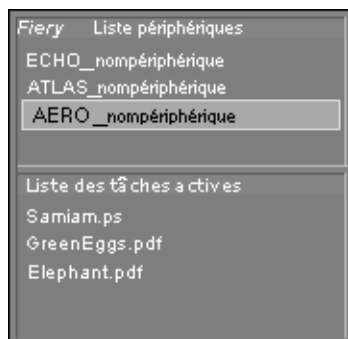 Fiery Liste périphériques
ECHO_nompériphérique
ATLAS_nompériphérique
AERO_nompériphérique
Liste des tâches actives
Samiam.ps
GreenEggs.pdf
Elephant.pdf